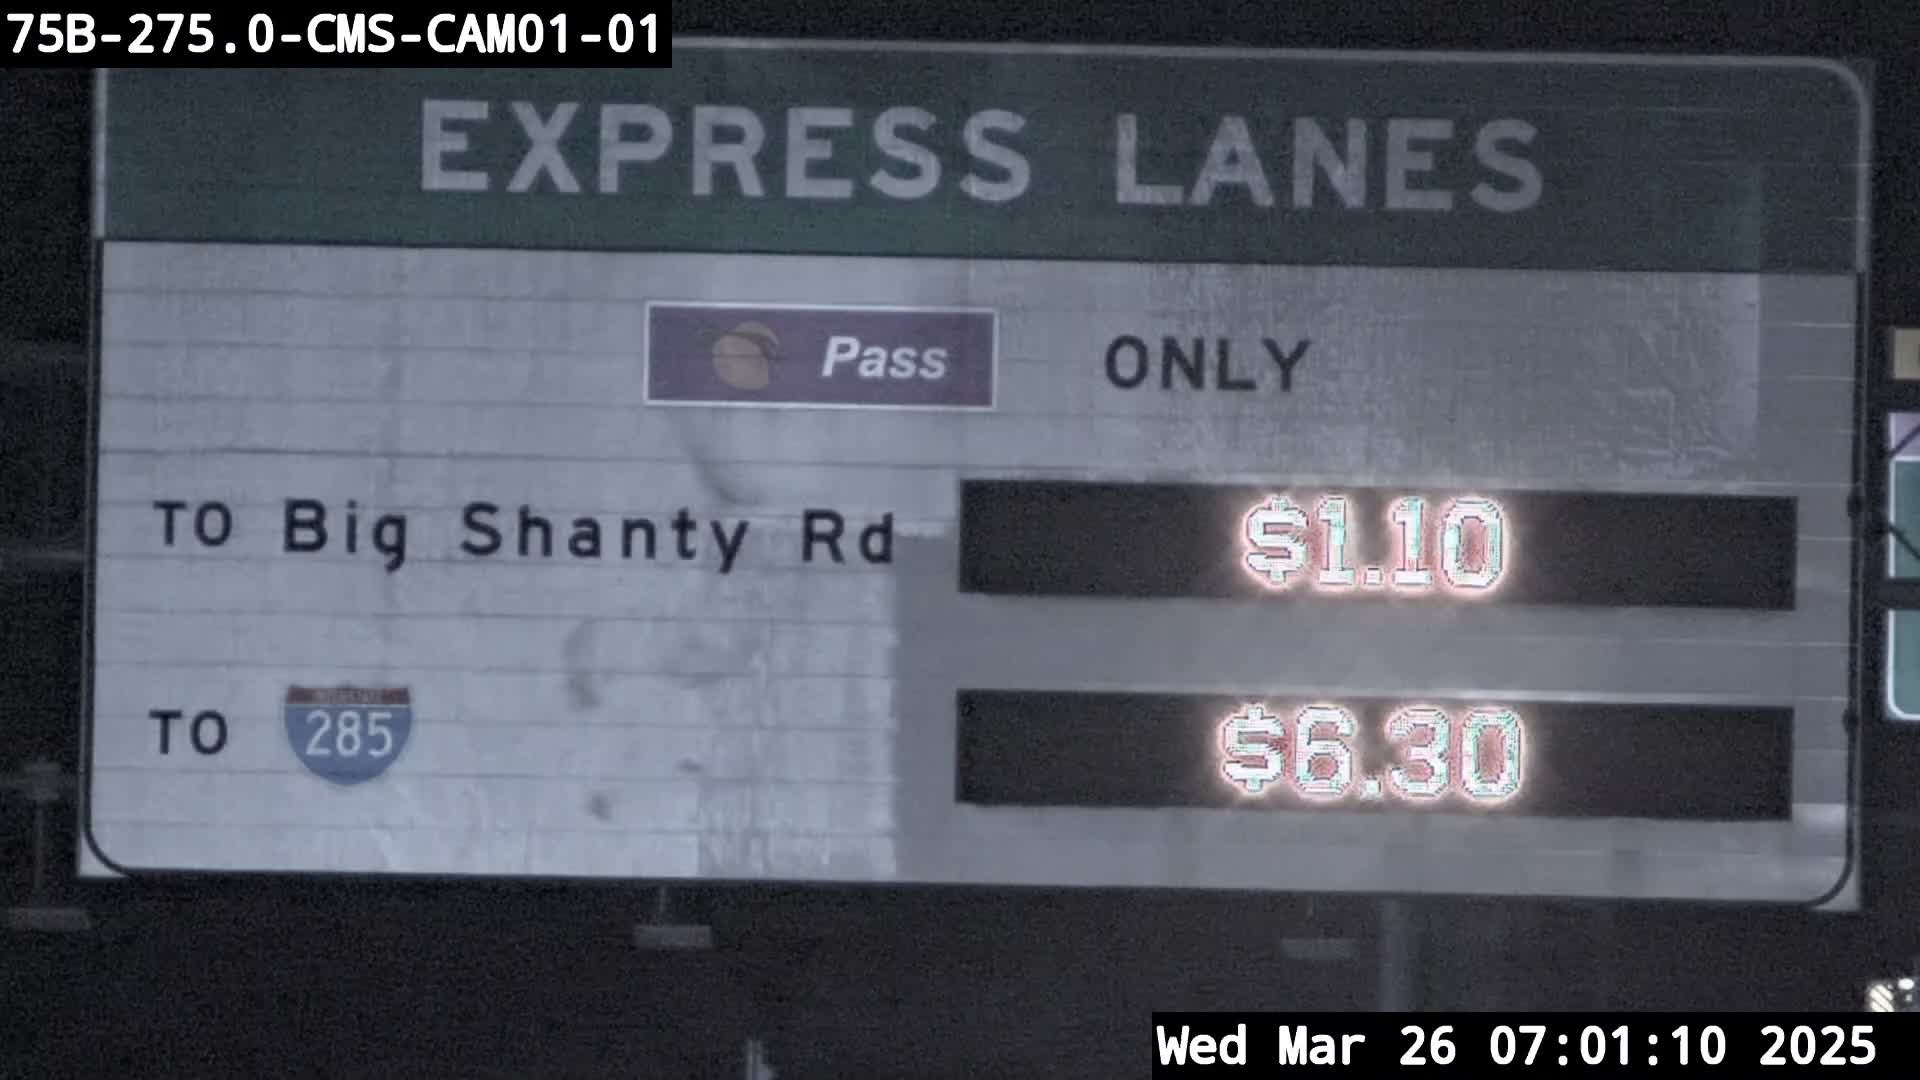 75B-275.0-CMS-CAM01-01
EXPRESS LANES
Pass ONLY
TO Big Shanty Rd $1.10
TO 285 $6.30
Wed Mar 26 07:01:10 2025